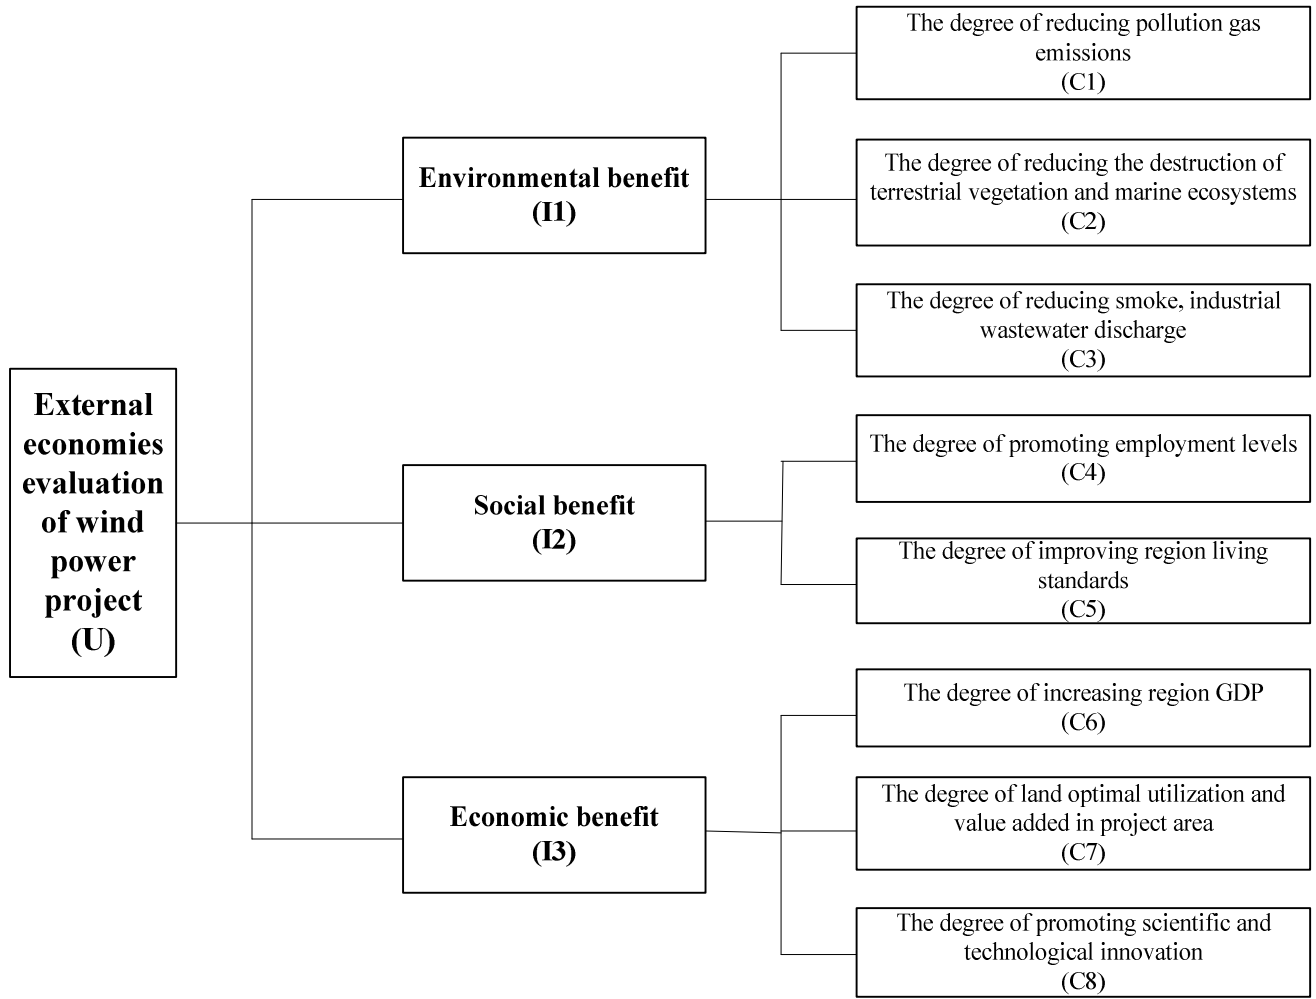 External
economies
evaluation
of wind
power
project
(U)
Environmental benefit
(I1)
Social benefit
(I2)
Economic benefit
(I3)
The degree of reducing pollution gas
emissions
(C1)
The degree of reducing the destruction of
terrestrial vegetation and marine ecosystems
(C2)
The degree of reducing smoke, industrial
wastewater discharge
(C3)
The degree of promoting employment levels
(C4)
The degree of improving region living
standards
(C5)
The degree of increasing region GDP
(C6)
The degree of land optimal utilization and
value added in project area
(C7)
The degree of promoting scientific and
technological innovation
(C8)